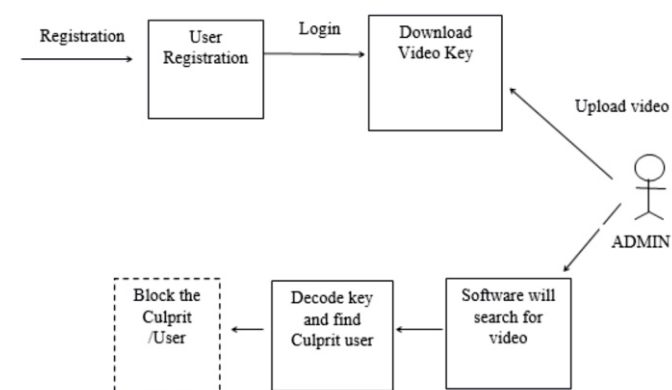 Registration
User
Registration
Login
Download
Video Key
Upload video
ADMIN
Block the
Culprit
/User
Decode key
and find
Culprit user
Software will
search for
video